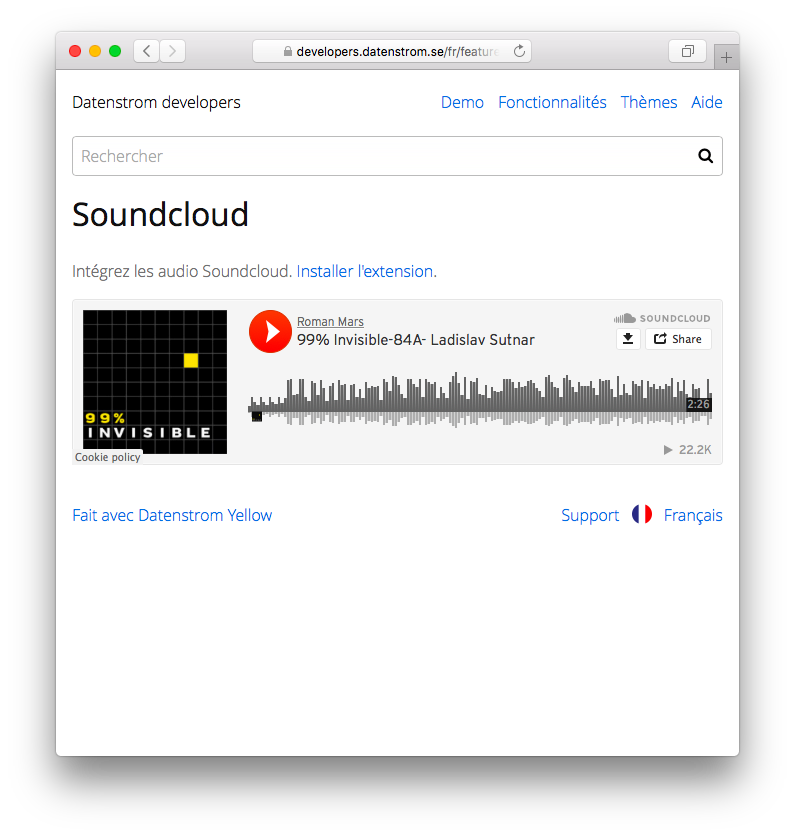 developers.datenstrom.se/fr/feature
Datenstrom developers
Demo Fonctionnalités Thèmes Aide
Rechercher
Soundcloud
Intégrez les audio Soundcloud. Installer l'extension.
Roman Mars
SOUNDCLOUD
99% Invisible-84A- Ladislav Sutnar
Share
2:26
99%
INVISIBLE
Cookie policy
22.2K
Fait avec Datenstrom Yellow
Support Français